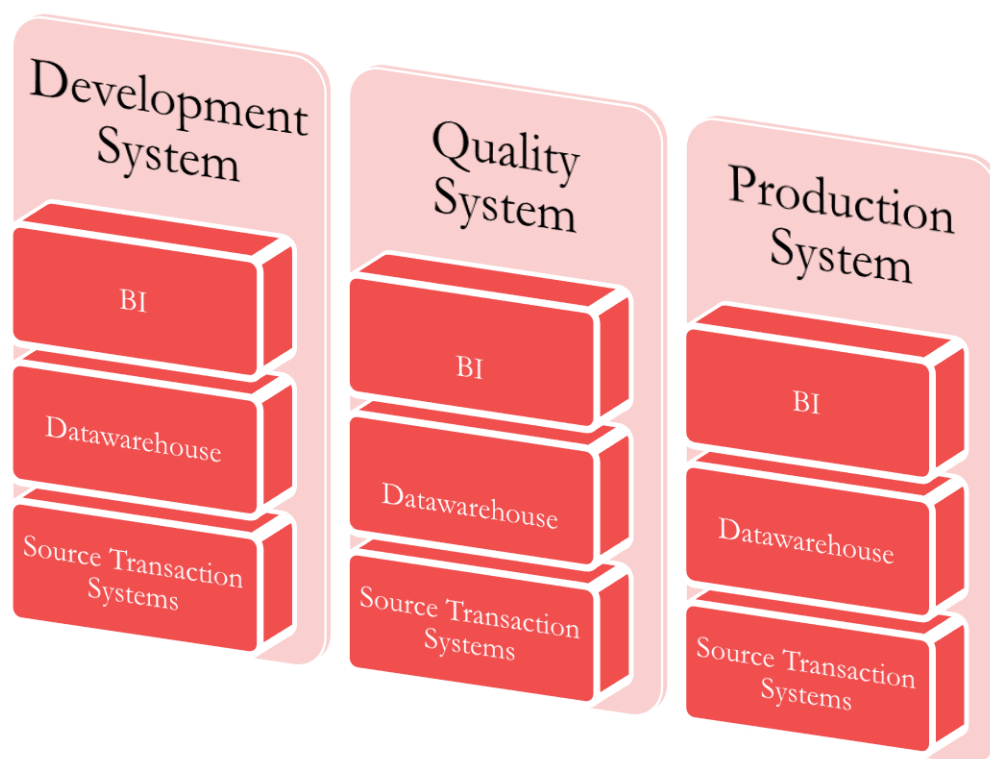 Development
System
BI
Datawarehouse
Source Transaction
Systems
Quality
System
BI
Datawarehouse
Source Transaction
Systems
Production
System
BI
Datawarehouse
Source Transaction
Systems